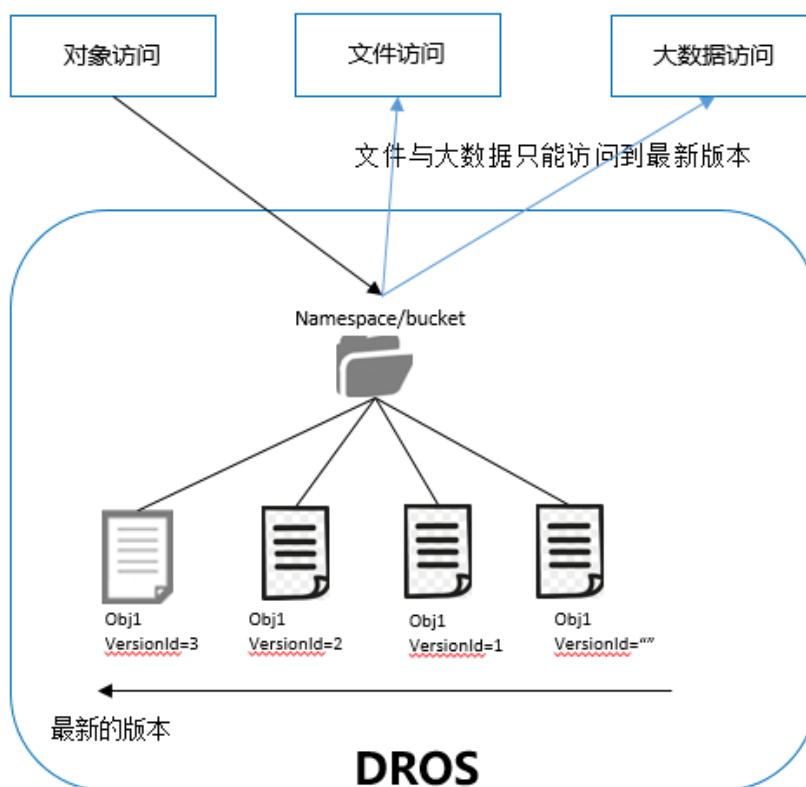 对象访问
文件访问
大数据访问
文件与大数据只能访问到最新版本
Namespace/bucket
Obj1
VersionId=3
Obj1
VersionId=2
Obj1
VersionId=1
Obj1
VersionId=“”
最新的版本
DROS